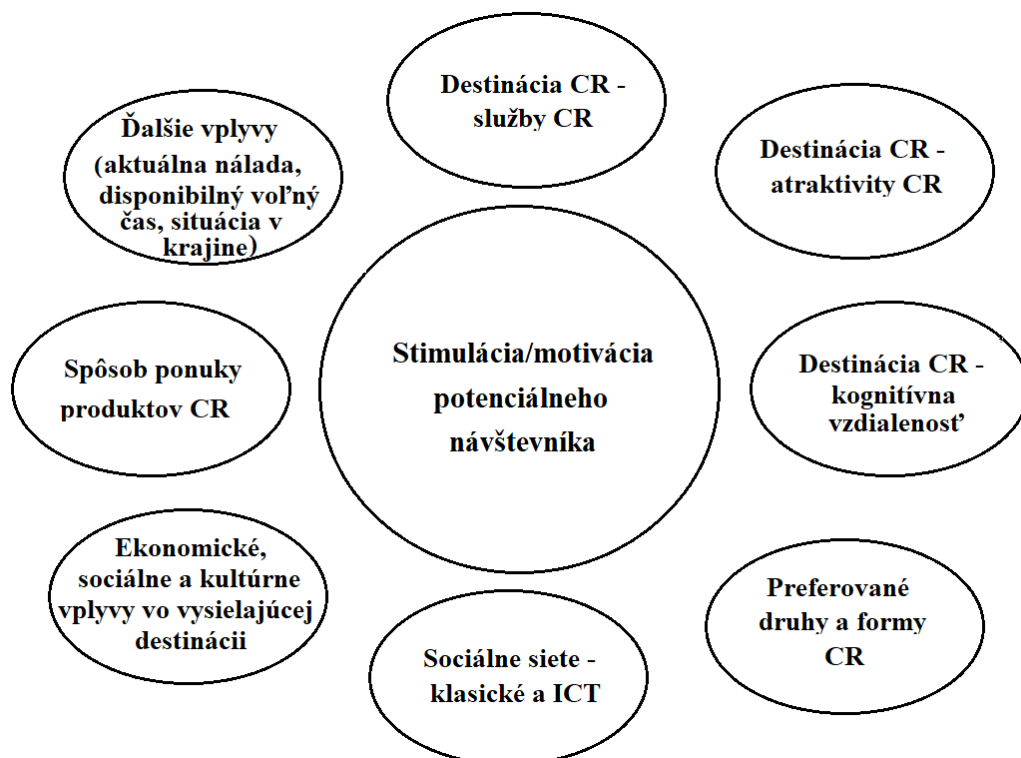 Destinácia CR -
služby CR
Ďalšie vplyvy
(aktuálna nálada,
disponibilný voľný
čas, situácia v
krajine)
Destinácia CR -
atraktivity CR
Stimulácia/motivácia
potenciálneho
návštevníka
Spôsob ponuky
produktov CR
Destinácia CR -
kognitívna
vzdialenosť
Ekonomické,
sociálne a kultúrne
vplyvy vo vysielajúcej
destinácii
Preferované
druhy a formy
CR
Sociálne siete -
klasické a ICT